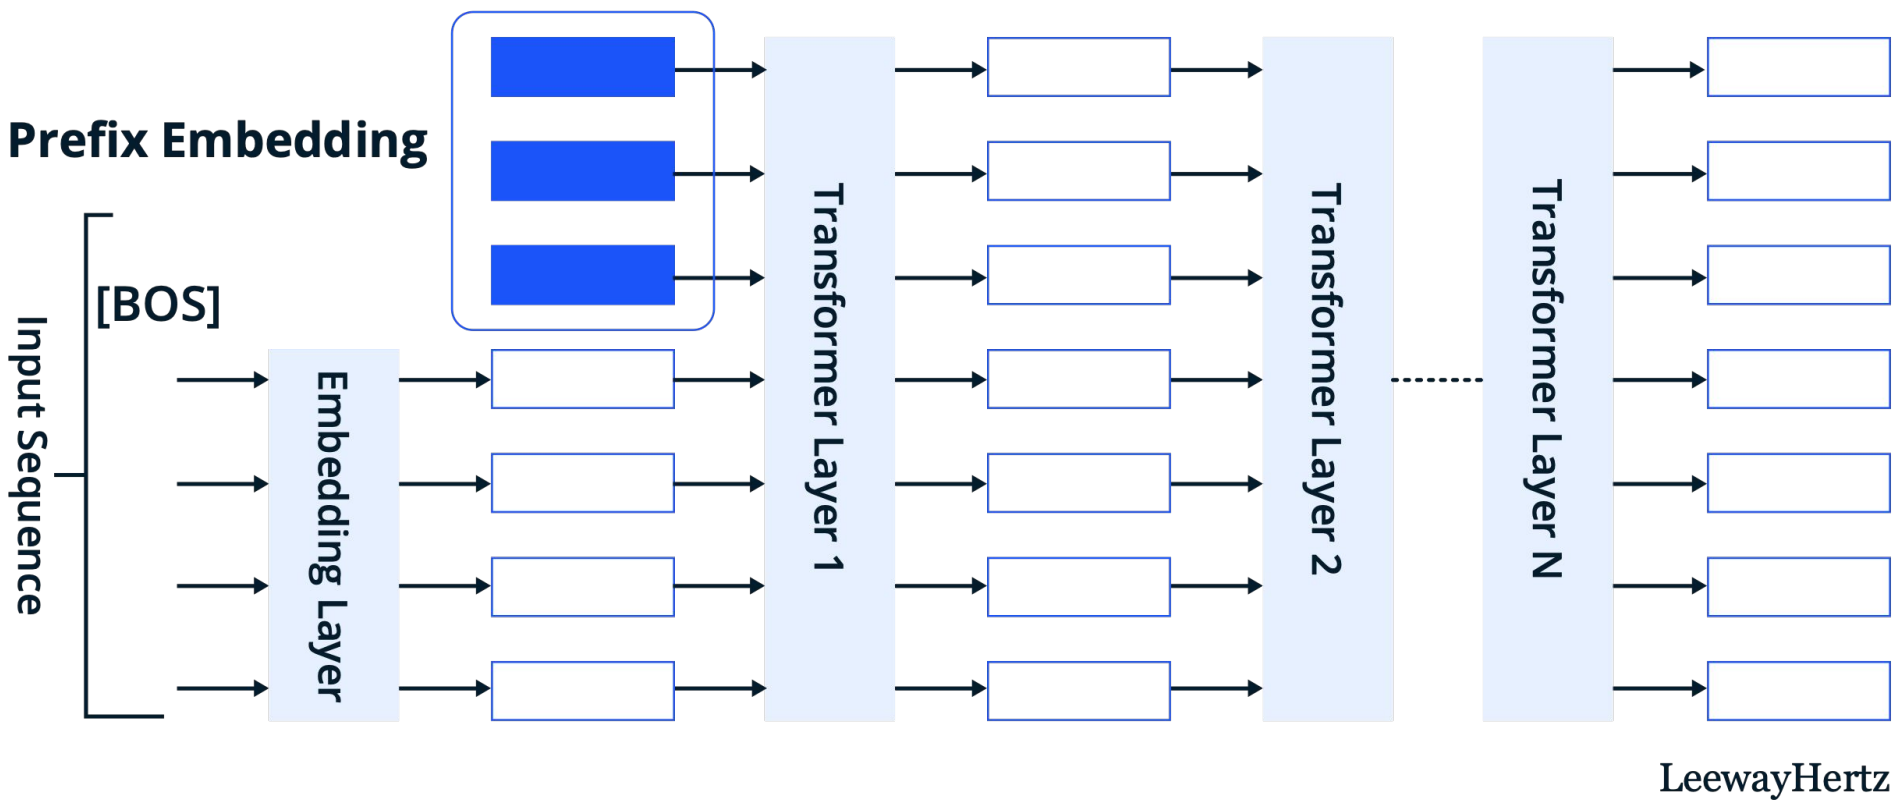 Prefix Embedding
[BOS]
Input Sequence
Embedding Layer
Transformer Layer 1
Transformer Layer 2
Transformer Layer N
LeewayHertz